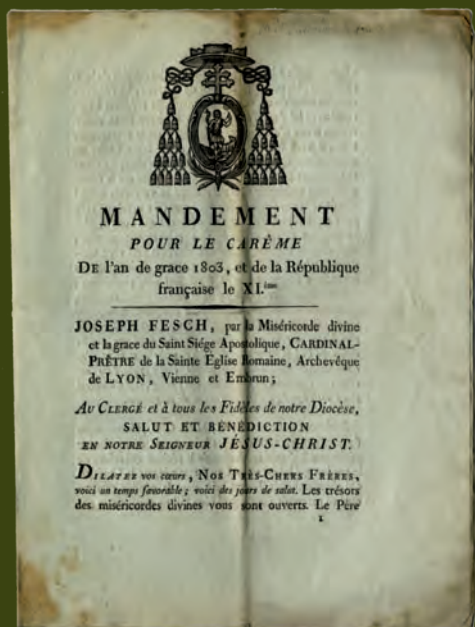 MANDEMENT
POUR LE CARÊME
DE l'an de grace 1803, et de la République
française le XI.ème
JOSEPH FESCH, par la Miséricorde divine
et la grace du Saint Siége Apostolique, CARDINAL-
PRÊTRE de la Sainte Eglise Romaine, Archevêque
de LYON, Vienne et Embrun;
AU CLERGÉ et à tous les Fidèles de notre Diocèse,
SALUT ET BÉNÉDICTION
EN NOTRE SEIGNEUR JÉSUS-CHRIST.
DILATEZ vos cœurs, NOS TRÈS-CHERS FRÈRES,
voici un temps favorable; voici des jours de salut. Les trésors
des miséricordes divines vous sont ouverts. Le Père
1